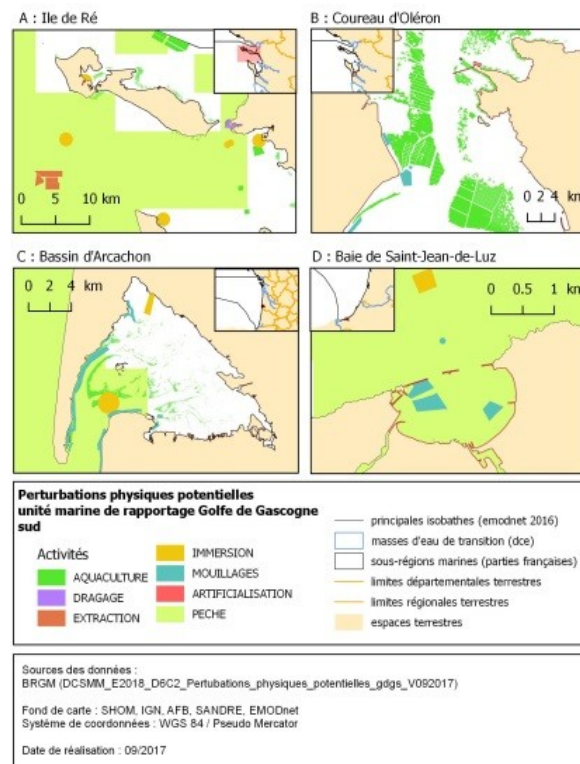 A : Ile de Ré
B : Coureau d'Oléron
0 5 10 km
0 2 4 km
C : Bassin d'Arcachon
D : Baie de Saint-Jean-de-Luz
0 2 4 km
0 0.5 1 km
Perturbations physiques potentielles
unité marine de rapportage Golfe de Gascogne
sud
Activités
AQUACULTURE
DRAGAGE
EXTRACTION
IMMERSION
MOUILLAGES
ARTIFICIALISATION
PECHE
principales isobathes (emodnet 2016)
masses d'eau de transition (dce)
sous-régions marines (parties françaises)
limites départementales terrestres
limites régionales terrestres
espaces terrestres
Sources des données :
BRGM (DCSMM_E2018_D6C2_Pertubations_physiques_potentielles_gdgs_V092017)
Fond de carte : SHOM, IGN, AFB, SANDRE, EMODnet
Système de coordonnées : WGS 84 / Pseudo Mercator
Date de réalisation : 09/2017